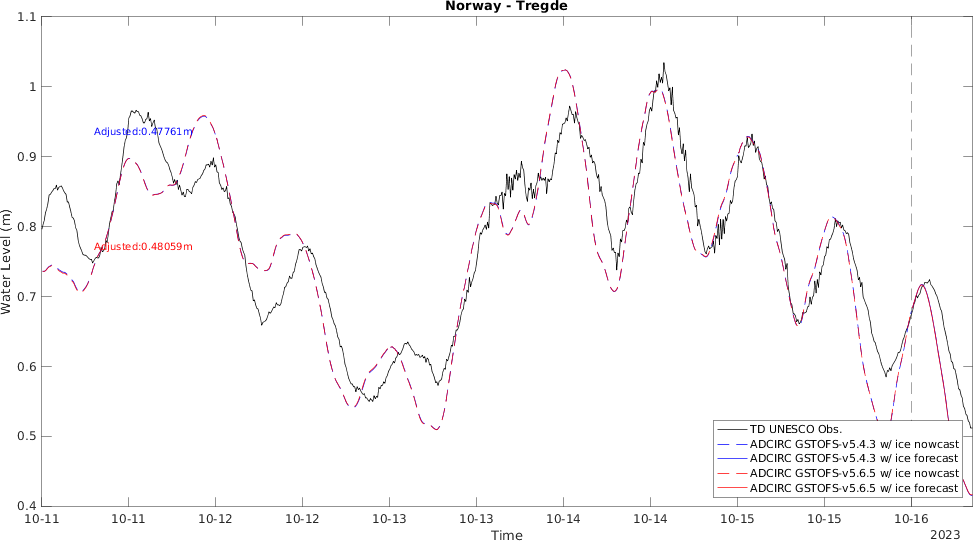 Norway - Tregde
1.1
1
0.9
0.8
0.7
0.6
0.5
0.4
Water Level (m)
Adjusted:0.47761m
Adjusted:0.48059m
TD UNESCO Obs.
ADCIRC GSTOFS-v5.4.3 w/ ice nowcast
ADCIRC GSTOFS-v5.4.3 w/ ice forecast
ADCIRC GSTOFS-v5.6.5 w/ ice nowcast
ADCIRC GSTOFS-v5.6.5 w/ ice forecast
10-11 10-11 10-12 10-12 10-13 10-13 10-14 10-14 10-15 10-15 10-16
Time
2023